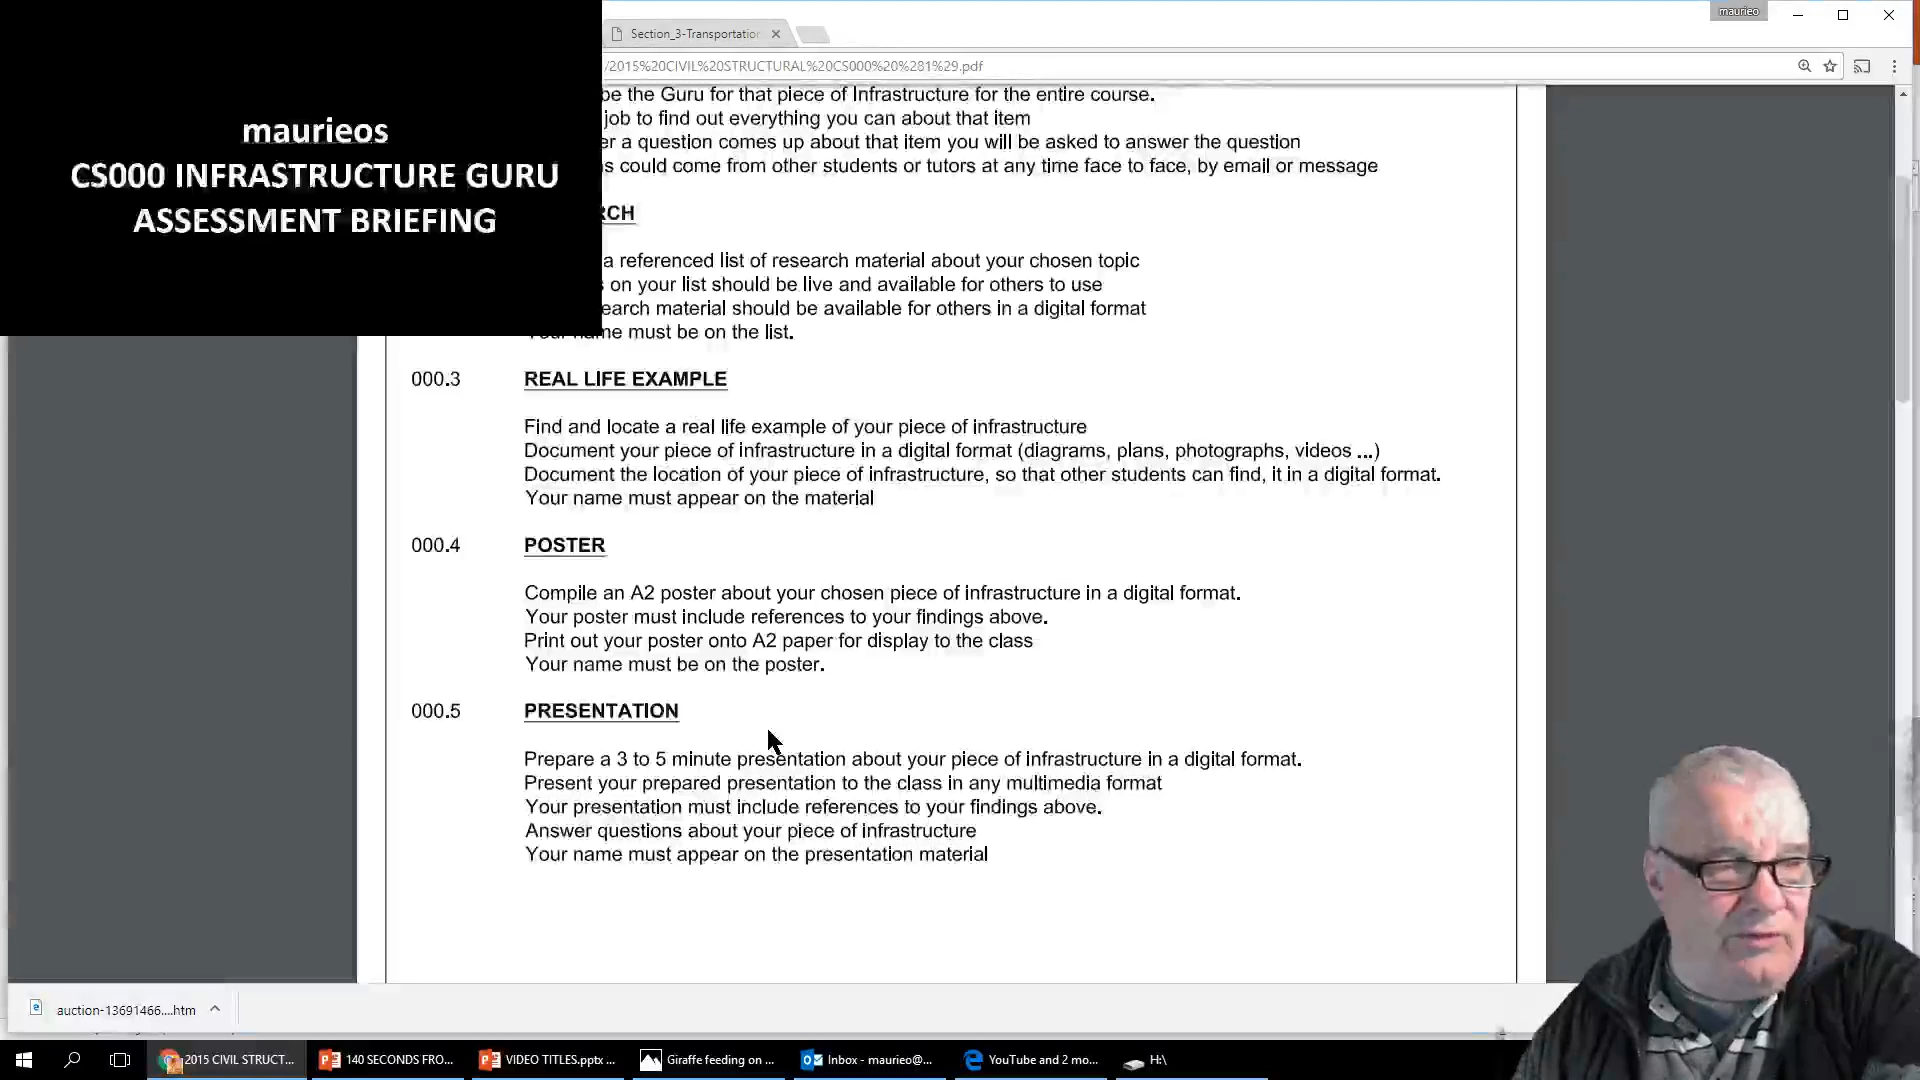 maurieo
Section_3-Transportation
/2015%20CIVIL%20STRUCTURAL%20CS000%20%281%29.pdf
maurieos
CS000 INFRASTRUCTURE GURU
ASSESSMENT BRIEFING
be the Guru for that piece of Infrastructure for the entire course.
job to find out everything you can about that item
a question comes up about that item you will be asked to answer the question
could come from other students or tutors at any time face to face, by email or message
RCH
a referenced list of research material about your chosen topic
on your list should be live and available for others to use
earch material should be available for others in a digital format
Your name must be on the list.
000.3 REAL LIFE EXAMPLE
Find and locate a real life example of your piece of infrastructure
Document your piece of infrastructure in a digital format (diagrams, plans, photographs, videos ...)
Document the location of your piece of infrastructure, so that other students can find, it in a digital format.
Your name must appear on the material
000.4 POSTER
Compile an A2 poster about your chosen piece of infrastructure in a digital format.
Your poster must include references to your findings above.
Print out your poster onto A2 paper for display to the class
Your name must be on the poster.
000.5 PRESENTATION
Prepare a 3 to 5 minute presentation about your piece of infrastructure in a digital format.
Present your prepared presentation to the class in any multimedia format
Your presentation must include references to your findings above.
Answer questions about your piece of infrastructure
Your name must appear on the presentation material
auction-13691466....htm
2015 CIVIL STRUCT... 140 SECONDS FRO... VIDEO TITLES.pptx ... Giraffe feeding on ... Inbox - maurieo@... YouTube and 2 mo... H:\